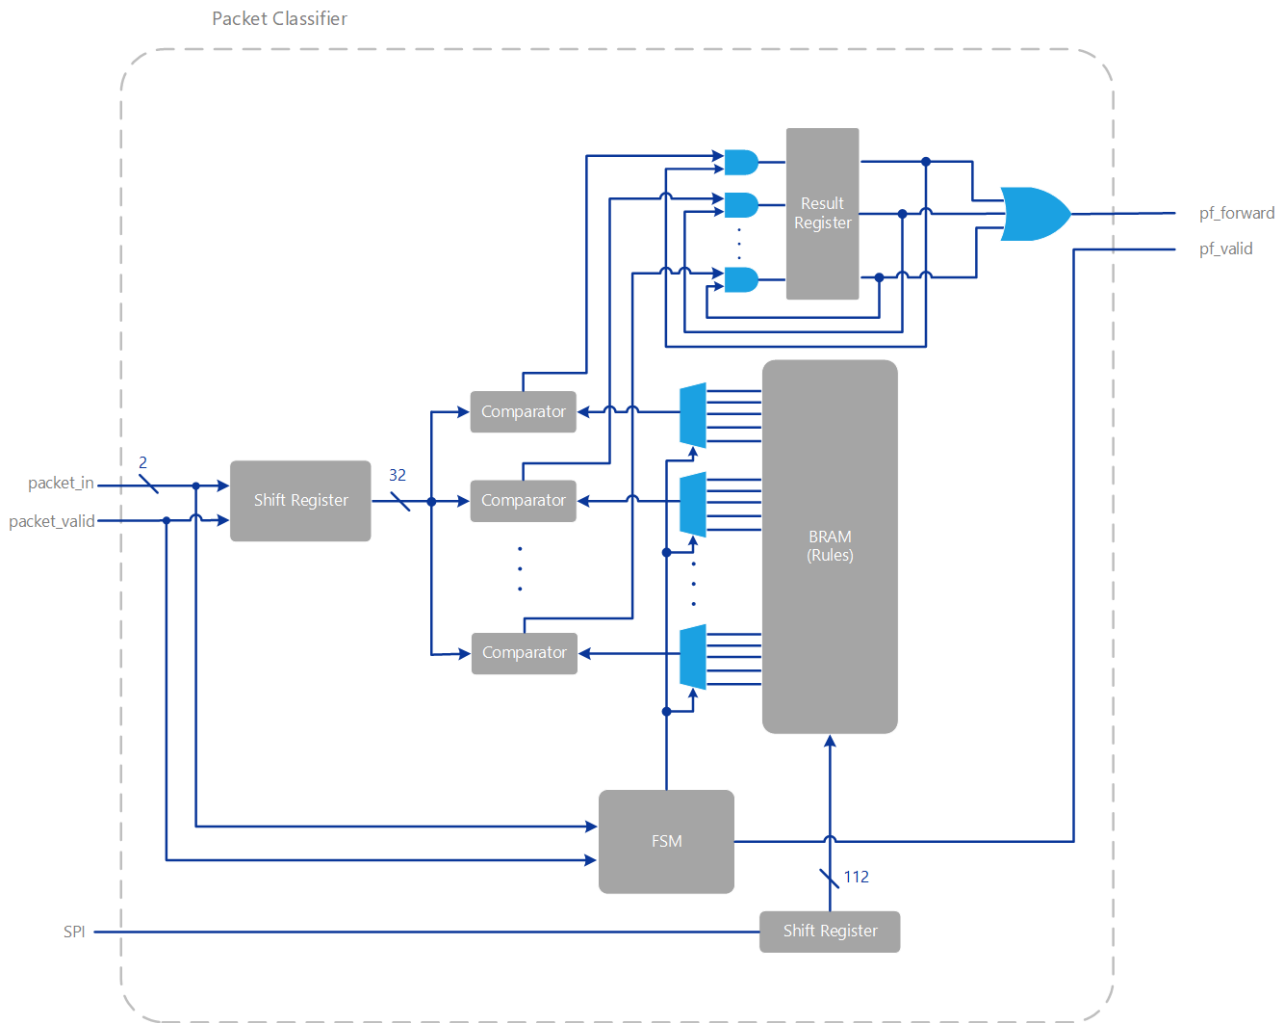 Packet Classifier
Result
Register
pf_forward
pf_valid
Comparator
2
32
packet_in
packet_valid
Shift Register
Comparator
BRAM
(Rules)
Comparator
FSM
112
SPI
Shift Register